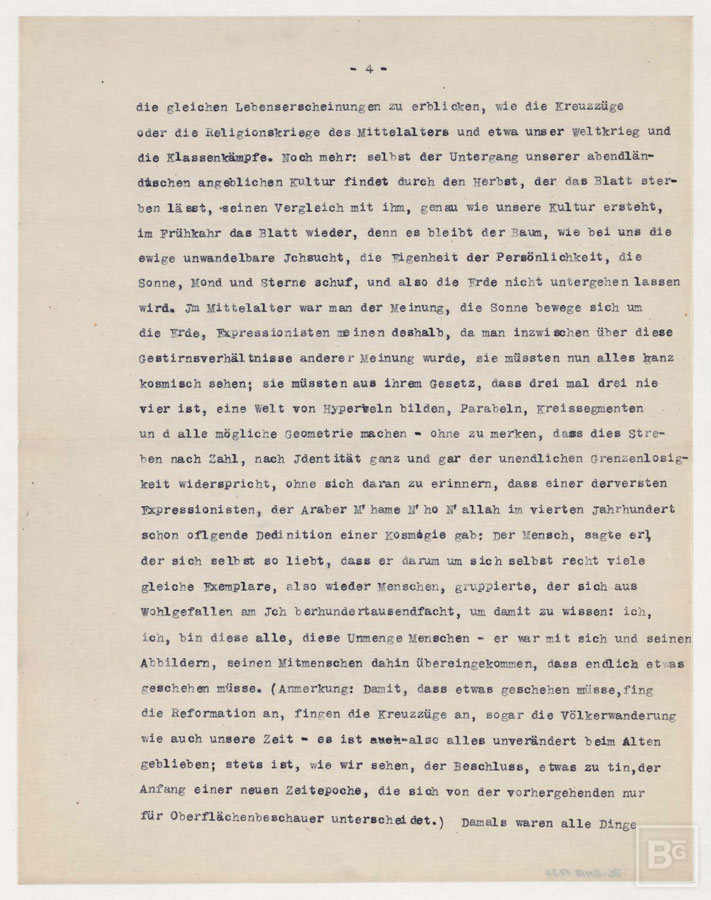 - 4 -
die gleichen Lebenserscheinungen zu erblicken, wie die Kreuzzüge
oder die Religionskriege des Mittelalters und etwa unser Weltkrieg und
die Klassenkämpfe. Noch mehr: selbst der Untergang unserer abendlän-
dischen angeblichen Kultur findet durch den Herbst, der das Blatt ster-
ben lässt, seinen Vergleich mit ihm, genau wie unsere Kultur ersteht,
im Frühkahr das Blatt wieder, denn es bleibt der Baum, wie bei uns die
ewige unwandelbare Jchsucht, die Eigenheit der Persönlichkeit, die
Sonne, Mond und Sterne schuf, und also die Erde nicht untergehen lassen
wird. Jm Mittelalter war man der Meinung, die Sonne bewege sich um
die Erde, Expressionisten meinen deshalb, da man inzwischen über diese
Gestirnsverhältnisse anderer Meinung wurde, sie müssten nun alles ganz
kosmisch sehen; sie müssten aus ihrem Gesetz, dass drei mal drei nie
vier ist, eine Welt von Hyperbeln bilden, Parabeln, Kreissegmenten
un d alle mögliche Geometrie machen - ohne zu merken, dass dies Stre-
ben nach Zahl, nach Jdentität ganz und gar der unendlichen Grenzenlosig-
keit widerspricht, ohne sich daran zu erinnern, dass einer derversten
Expressionisten, der Araber M'hame N'ho N'allah im vierten Jahrhundert
schon oflgende Dedinition einer Kosmogie gab: Der Mensch, sagte er,
der sich selbst so liebt, dass er darum um sich selbst recht viele
gleiche Exemplare, also wieder Menschen, gruppierte, der sich aus
Wohlgefallen am Jch berhundertausendfacht, um damit zu wissen: ich,
ich, bin diese alle, diese Unmenge Menschen - er war mit sich und seinen
Abbildern, seinen Mitmenschen dahin übereingekommen, dass endlich etwas
geschehen müsse. (Anmerkung: Damit, dass etwas geschehen müsse,fing
die Reformation an, fingen die Kreuzzüge an, sogar die Völkerwanderung
wie auch unsere Zeit - es ist auch also alles unverändert beim Alten
geblieben; stets ist, wie wir sehen, der Beschluss, etwas zu tin,der
Anfang einer neuen Zeitepoche, die sich von der vorhergehenden nur
für Oberflächenbeschauer unterscheidet.) Damals waren alle Dinge
BG